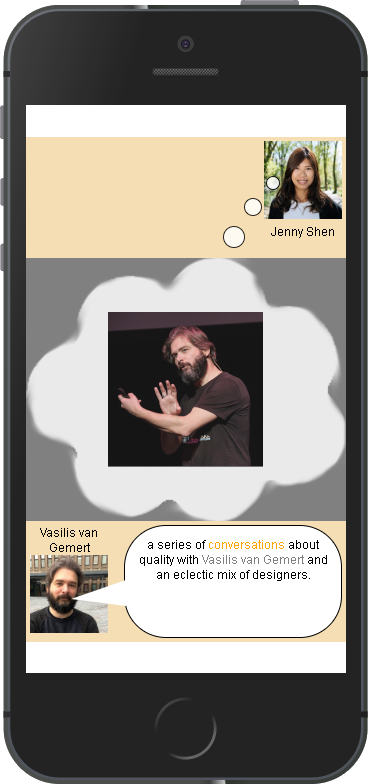 Jenny Shen
Vasilis van
Gemert
a series of conversations about
quality with Vasilis van Gemert and
an eclectic mix of designers.